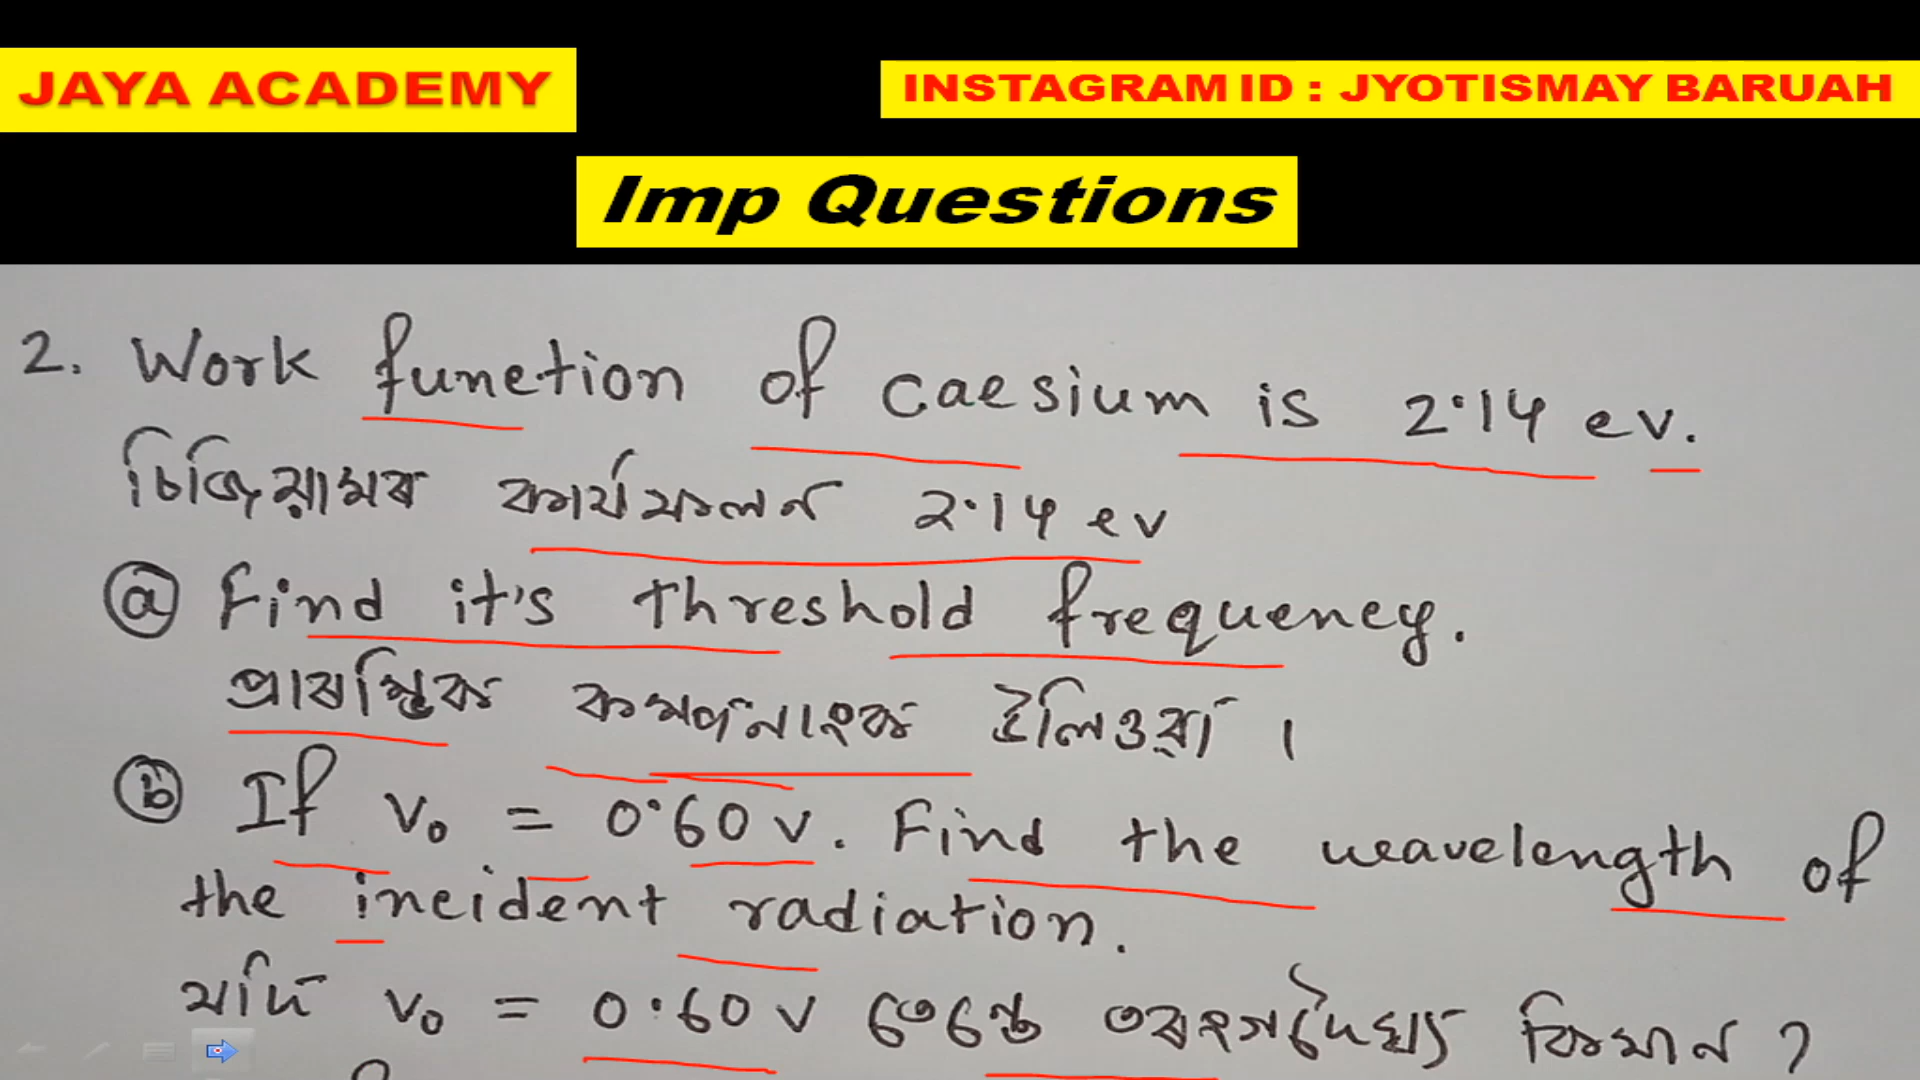 JAYA ACADEMY
INSTAGRAM ID : JYOTISMAY BARUAH
Imp Questions
2. Work function of caesium is 2.14 ev.
চিজিয়ামৰ কাৰ্যফলন 2.14 ev
(a) Find it's threshold frequency.
প্ৰাৰম্ভিক কম্পনাংক উলিওৱা ।
(b) If v₀ = 0.60 v. Find the wavelength of
the incident radiation.
যদি v₀ = 0.60 v তেন্তে তৰংগদৈৰ্ঘ্য কিমান ?